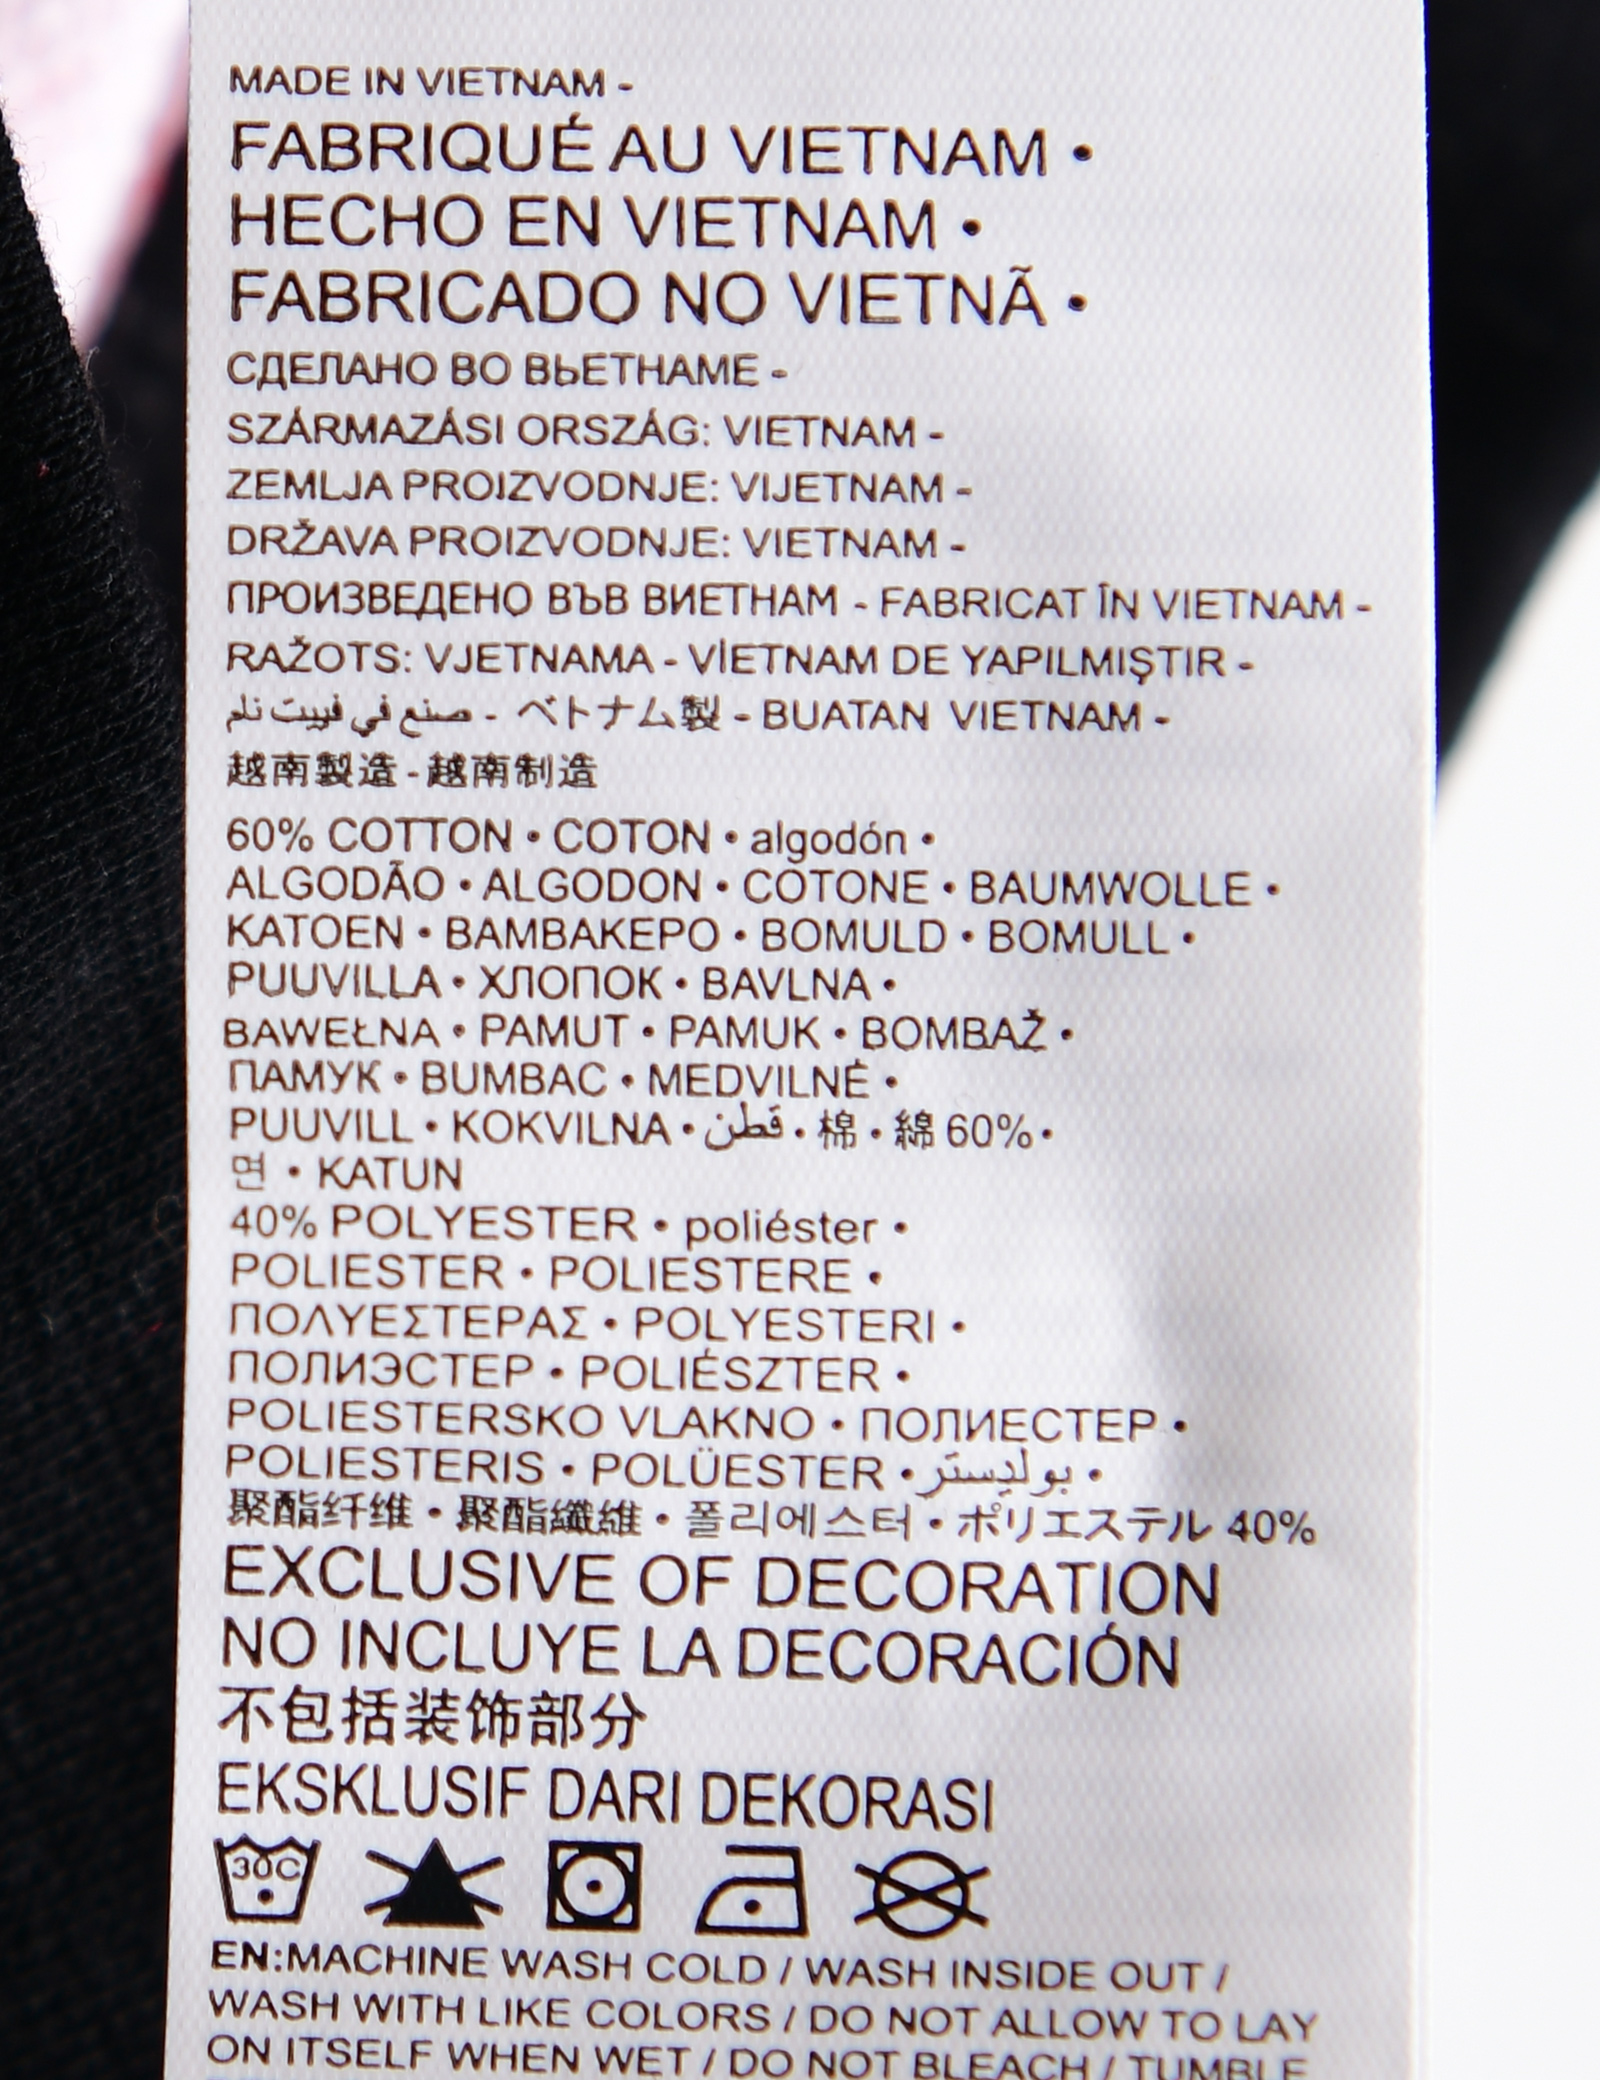 MADE IN VIETNAM -
FABRIQUÉ AU VIETNAM •
HECHO EN VIETNAM •
FABRICADO NO VIETNÃ •
СДЕЛАНО ВО ВЬЕТНАМЕ -
SZÁRMAZÁSI ORSZÁG: VIETNAM -
ZEMLJA PROIZVODNJE: VIJETNAM -
DRŽAVA PROIZVODNJE: VIETNAM -
ПРОИЗВЕДЕНО ВЪВ ВИЕТНАМ - FABRICAT ÎN VIETNAM -
RAŽOTS: VJETNAMA - VİETNAM DE YAPILMIŞTIR -
صنع في فييت نام - ベトナム製 - BUATAN VIETNAM -
越南製造 - 越南制造
60% COTTON • COTON • algodón •
ALGODÃO • ALGODON • COTONE • BAUMWOLLE •
KATOEN • BAMBAKEPO • BOMULD • BOMULL •
PUUVILLA • ХЛОПОК • BAVLNA •
BAWEŁNA • PAMUT • PAMUK • BOMBAŽ •
ПАМУК • BUMBAC • MEDVILNÉ •
PUUVILL • KOKVILNA • قطن • 棉 • 綿 60% •
면 • KATUN
40% POLYESTER • poliéster •
POLIESTER • POLIESTERE •
ΠΟΛΥΕΣΤΕΡΑΣ • POLYESTERI •
ПОЛИЭСТЕР • POLIÉSZTER •
POLIESTERSKO VLAKNO • ПОЛИЕСТЕР •
POLIESTERIS • POLÜESTER • بوليستر •
聚酯纤维 • 聚酯纖維 • 폴리에스터 • ポリエステル 40%
EXCLUSIVE OF DECORATION
NO INCLUYE LA DECORACIÓN
不包括装饰部分
EKSKLUSIF DARI DEKORASI
30C
EN:MACHINE WASH COLD / WASH INSIDE OUT /
WASH WITH LIKE COLORS / DO NOT ALLOW TO LAY
ON ITSELF WHEN WET / DO NOT BLEACH / TUMBLE